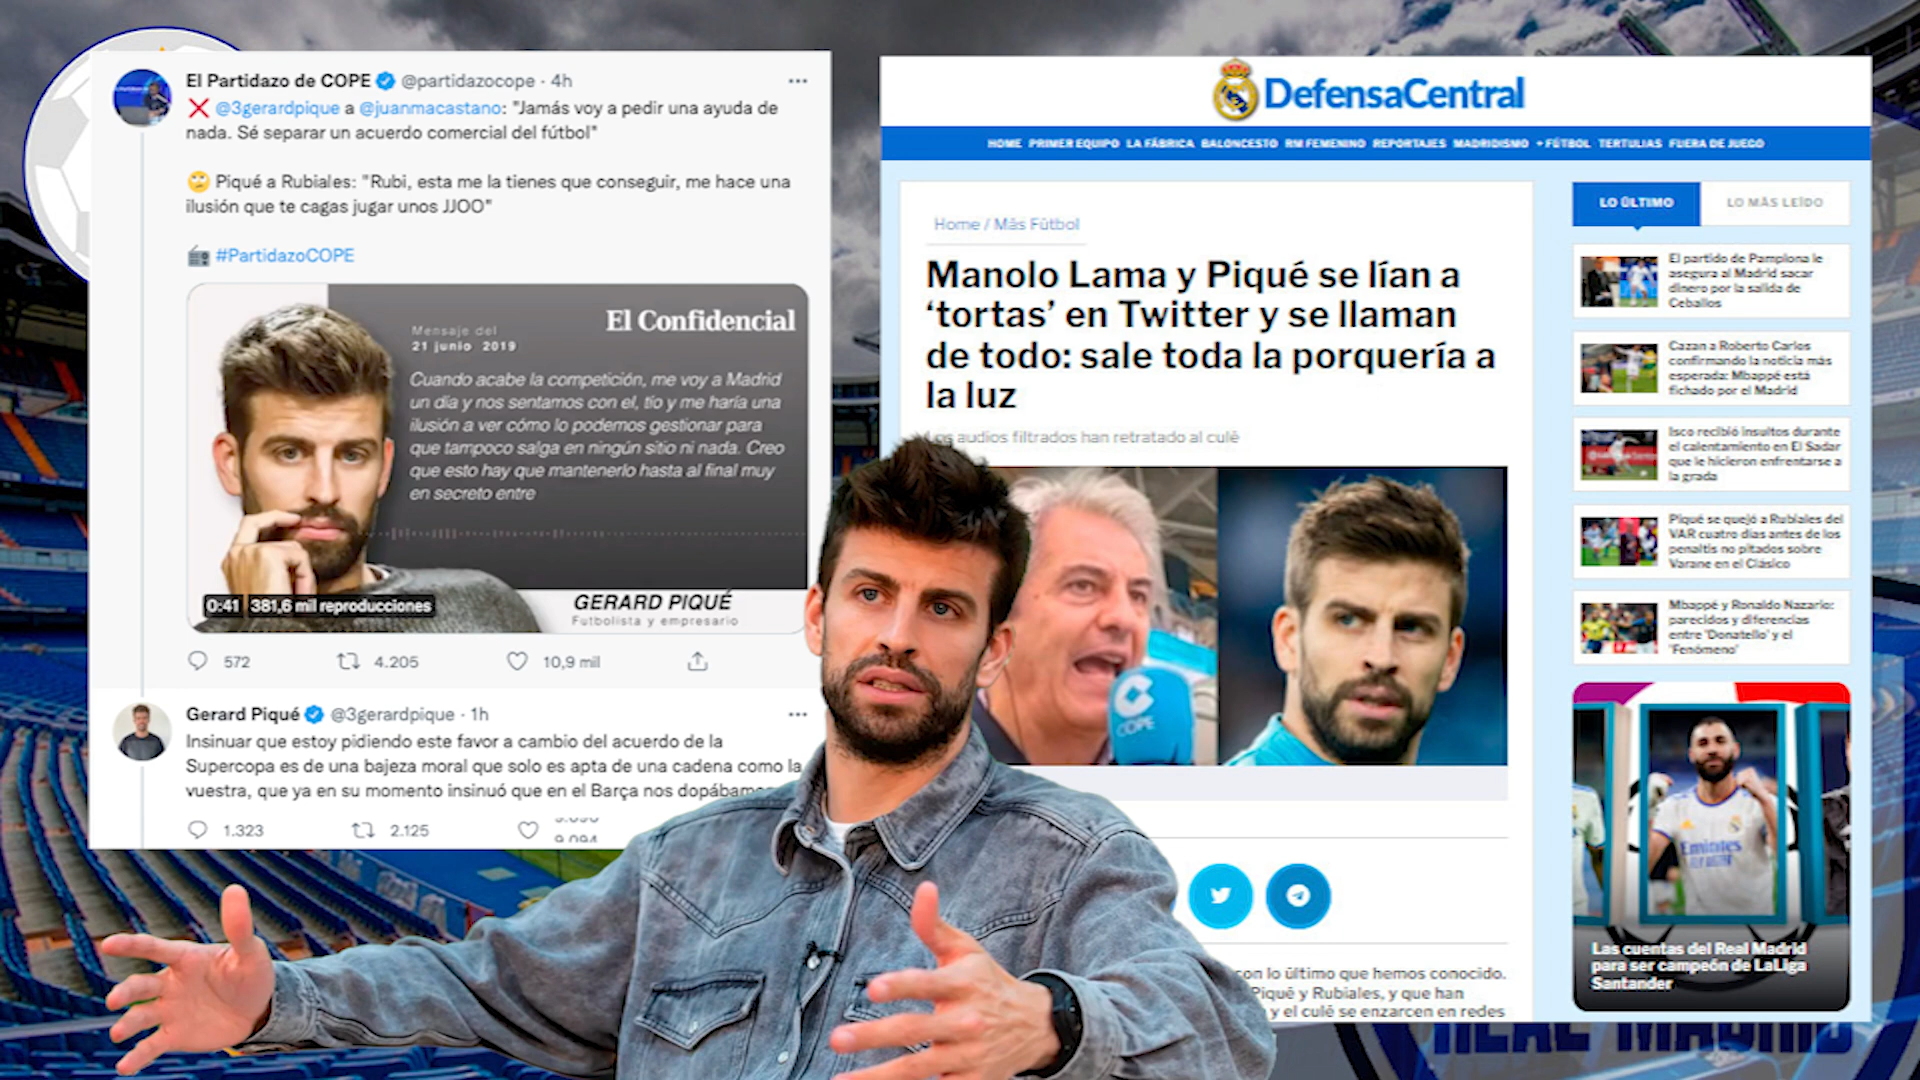 El Partidazo de COPE @partidazocope · 4h
@3gerardpique a @juanmacastano: "Jamás voy a pedir una ayuda de
nada. Sé separar un acuerdo comercial del fútbol"
Piqué a Rubiales: "Rubi, esta me la tienes que conseguir, me hace una
ilusión que te cagas jugar unos JJOO"
#PartidazoCOPE
El Confidencial
Mensaje del
21 junio 2019
Cuando acabe la competición, me voy a Madrid
un día y nos sentamos con el, tío y me haría una
ilusión a ver cómo lo podemos gestionar para
que tampoco salga en ningún sitio ni nada. Creo
que esto hay que mantenerlo hasta al final muy
en secreto entre
0:41 381,6 mil reproducciones
GERARD PIQUÉ
Futbolista y empresario
572 4.205 10,9 mil
Gerard Piqué @3gerardpique · 1h
Insinuar que estoy pidiendo este favor a cambio del acuerdo de la
Supercopa es de una bajeza moral que solo es apta de una cadena como la
vuestra, que ya en su momento insinuó que en el Barça nos dopábam
1.323 2.125
DefensaCentral
HOME PRIMER EQUIPO LA FÁBRICA BALONCESTO RM FEMENINO REPORTAJES MADRIDISMO + FÚTBOL TERTULIAS FUERA DE JUEGO
Home / Más Fútbol
Manolo Lama y Piqué se lían a
‘tortas’ en Twitter y se llaman
de todo: sale toda la porquería a
la luz
Los audios filtrados han retratado al culé
COPE
con lo último que hemos conocido.
Piqué y Rubiales, y que han
y el culé se enzarcen en redes
LO ÚLTIMO
LO MÁS LEÍDO
El partido de Pamplona le
asegura al Madrid sacar
dinero por la salida de
Ceballos
Cazan a Roberto Carlos
confirmando la noticia más
esperada: Mbappé está
fichado por el Madrid
Isco recibió insultos durante
el calentamiento en El Sadar
que le hicieron enfrentarse a
la grada
Piqué se quejó a Rubiales del
VAR cuatro días antes de los
penaltis no pitados sobre
Varane en el Clásico
Mbappé y Ronaldo Nazario:
parecidos y diferencias
entre 'Donatello' y el
'Fenómeno'
Emirates
FLY BETTER
Las cuentas del Real Madrid
para ser campeón de LaLiga
Santander
REAL MADRID